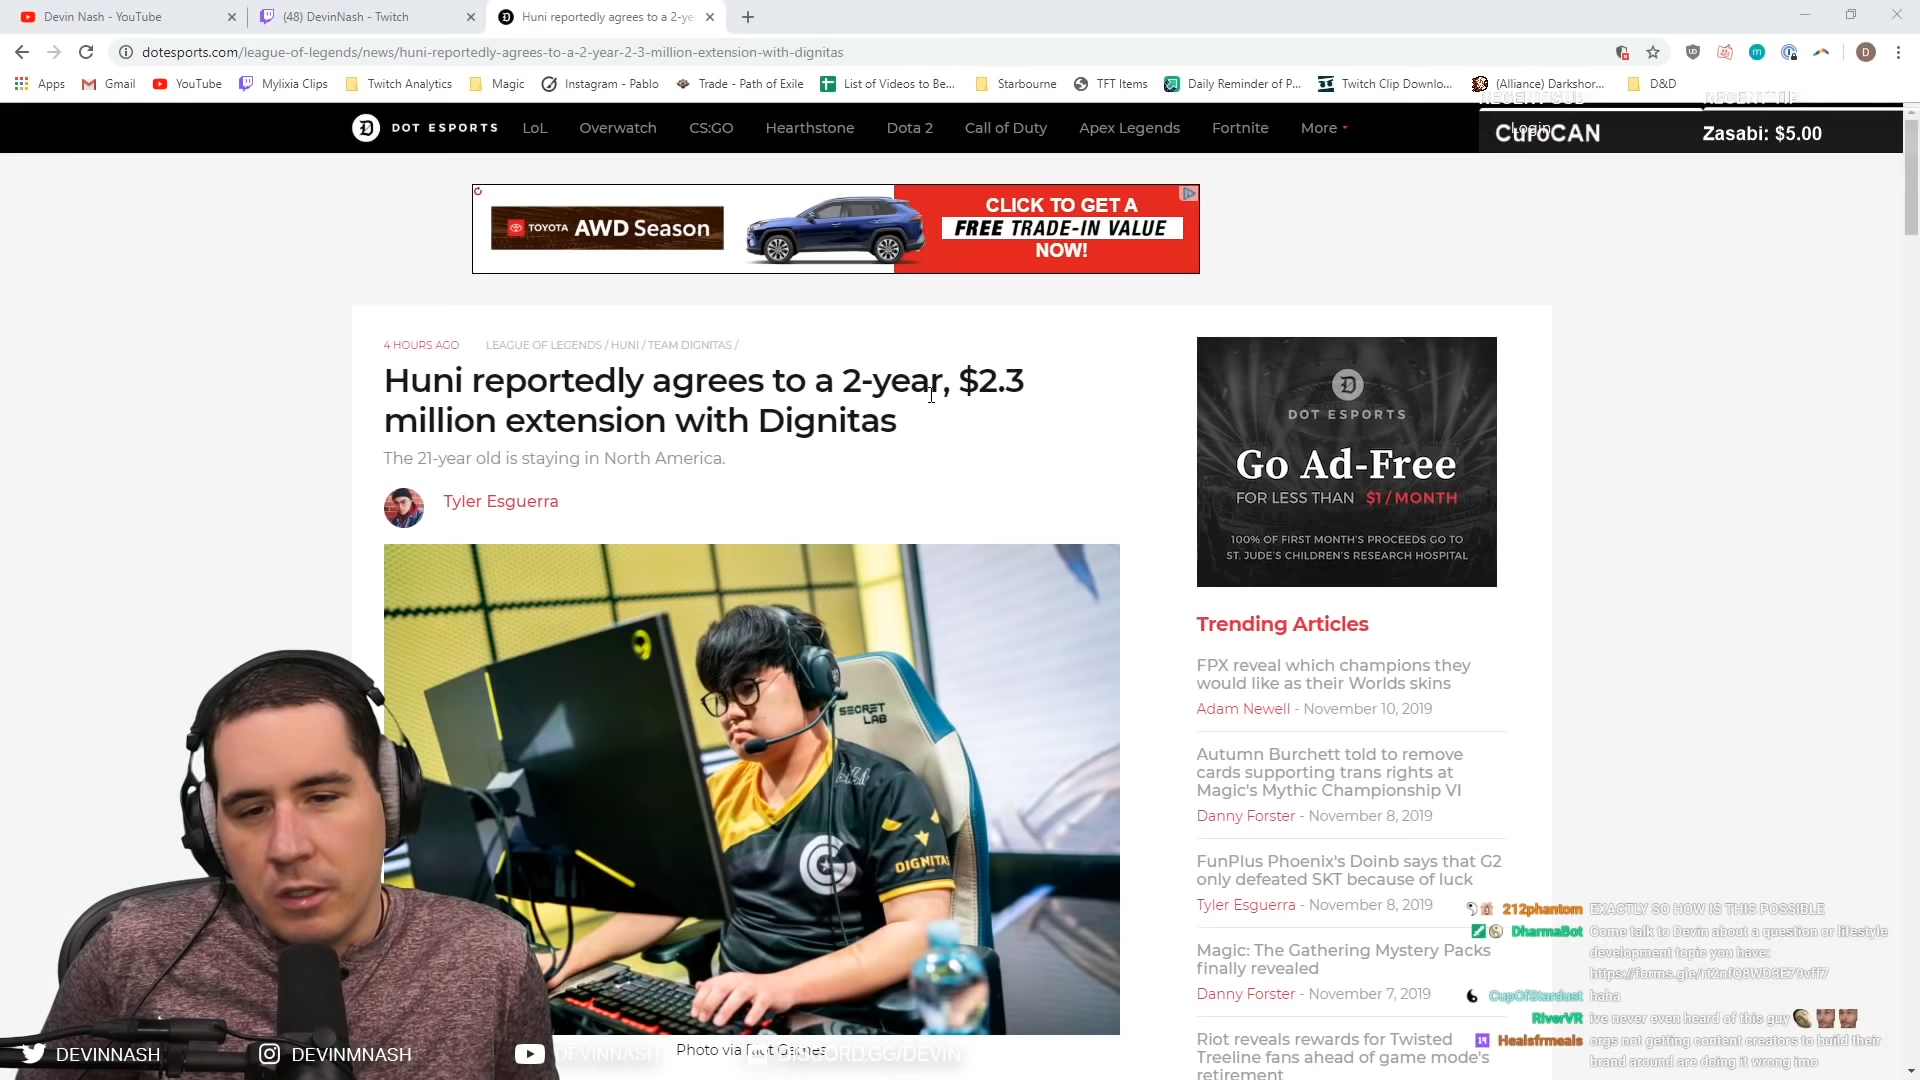 Devin Nash - YouTube
(48) DevinNash - Twitch
Huni reportedly agrees to a 2-ye
dotesports.com/league-of-legends/news/huni-reportedly-agrees-to-a-2-year-2-3-million-extension-with-dignitas
Apps
Gmail
YouTube
Mylixia Clips
Twitch Analytics
Magic
Instagram - Pablo
Trade - Path of Exile
List of Videos to Be...
Starbourne
TFT Items
Daily Reminder of P...
Twitch Clip Downlo...
(Alliance) Darkshor...
D&D
DOT ESPORTS
LoL
Overwatch
CS:GO
Hearthstone
Dota 2
Call of Duty
Apex Legends
Fortnite
More
Login
CupoCAN
Zasabi: $5.00
TOYOTA AWD Season
CLICK TO GET A
FREE TRADE-IN VALUE
NOW!
4 HOURS AGO
LEAGUE OF LEGENDS / HUNI / TEAM DIGNITAS /
Huni reportedly agrees to a 2-year, $2.3
million extension with Dignitas
The 21-year old is staying in North America.
Tyler Esguerra
SECRET
LAB
DIGNITAS
Photo via Riot Games
DOT ESPORTS
Go Ad-Free
FOR LESS THAN $1 / MONTH
100% OF FIRST MONTH'S PROCEEDS GO TO
ST. JUDE'S CHILDREN'S RESEARCH HOSPITAL
Trending Articles
FPX reveal which champions they
would like as their Worlds skins
Adam Newell - November 10, 2019
Autumn Burchett told to remove
cards supporting trans rights at
Magic's Mythic Championship VI
Danny Forster - November 8, 2019
FunPlus Phoenix's Doinb says that G2
only defeated SKT because of luck
Tyler Esguerra - November 8, 2019
Magic: The Gathering Mystery Packs
finally revealed
Danny Forster - November 7, 2019
Riot reveals rewards for Twisted
Treeline fans ahead of game mode's
retirement
212phantom EXACTLY SO HOW IS THIS POSSIBLE
DharmaBot Come talk to Devin about a question or lifestyle
development topic you have:
https://forms.gle/rt2nfQ8WD3E79vff7
CupOfStardust haha
RiverVR ive never even heard of this guy
Healsfrmeals orgs not getting content creators to build their
brand around are doing it wrong imo
DEVINNASH
DEVINMNASH
DEVINNASH
DISCORD.GG/DEVIN